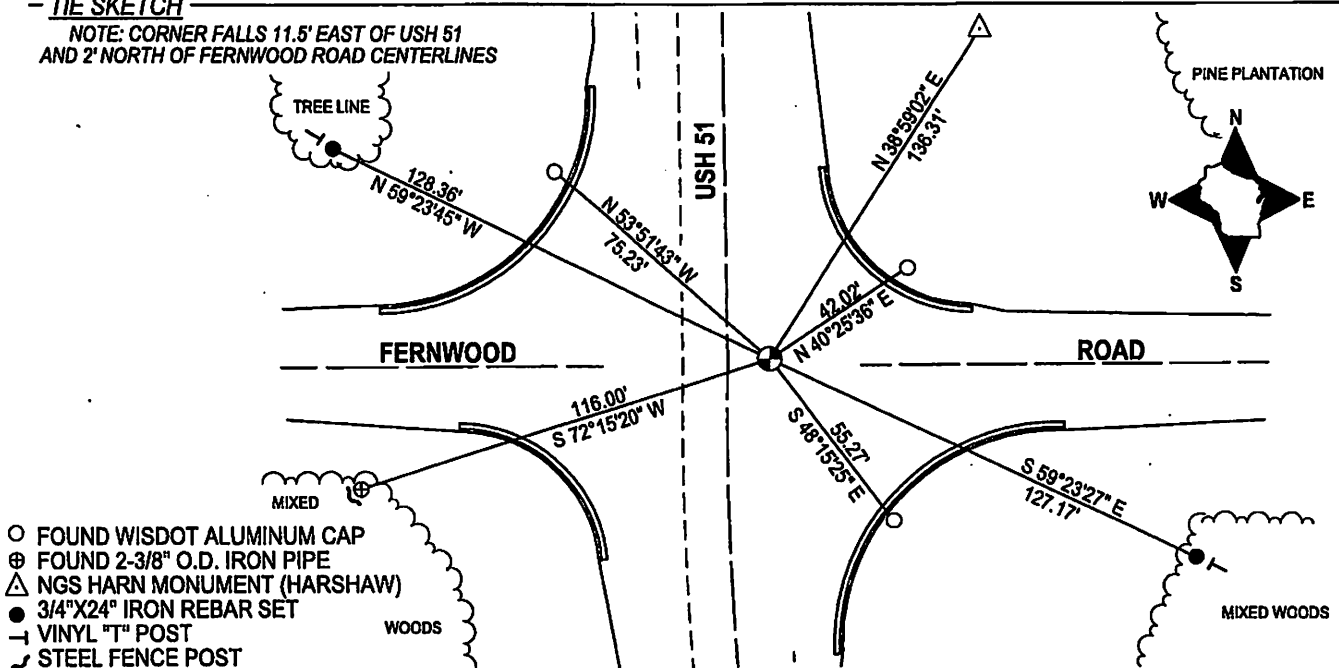 TIE SKETCH
NOTE: CORNER FALLS 11.5' EAST OF USH 51
AND 2' NORTH OF FERNWOOD ROAD CENTERLINES
TREE LINE
PINE PLANTATION
N
W
E
S
USH 51
N 38°59'02" E
136.31'
128.36'
N 59°23'45" W
N 53°51'43" W
75.23'
42.02'
N 40°25'36" E
FERNWOOD
ROAD
116.00'
S 72°15'20" W
55.27'
S 48°15'25" E
S 59°23'27" E
127.17'
MIXED
WOODS
MIXED WOODS
FOUND WISDOT ALUMINUM CAP
FOUND 2-3/8" O.D. IRON PIPE
NGS HARN MONUMENT (HARSHAW)
3/4"X24" IRON REBAR SET
VINYL "T" POST
STEEL FENCE POST